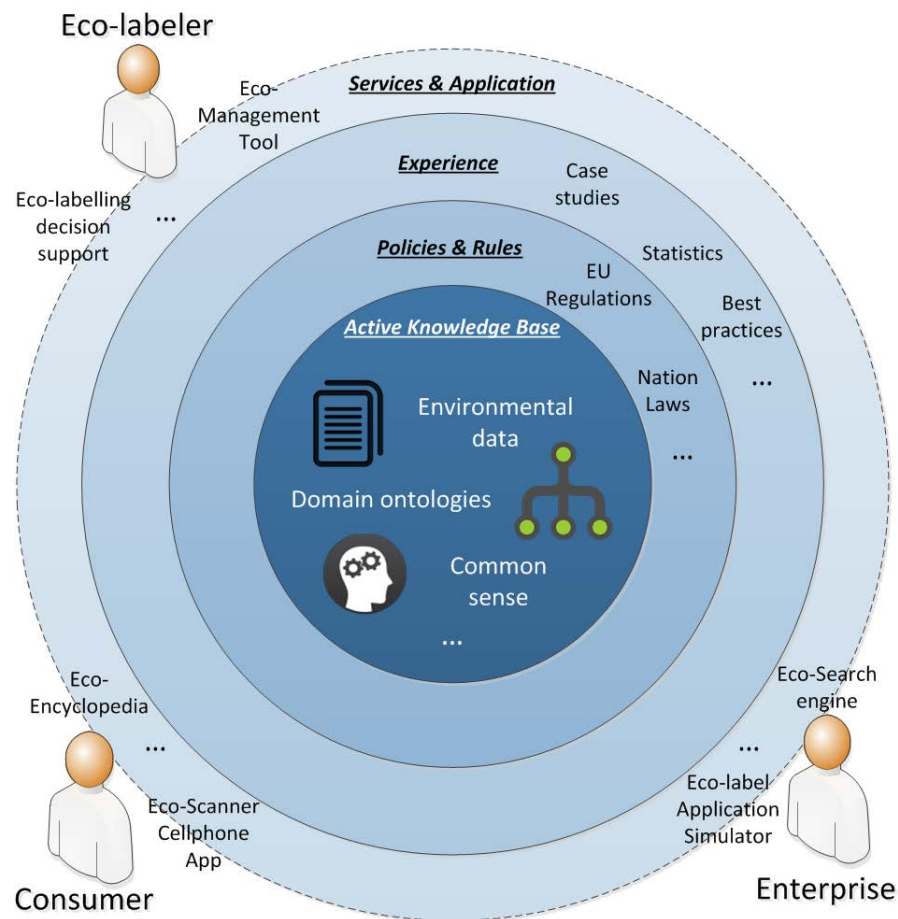 Eco-labeler
Eco-
Management
Tool
Services & Application
Eco-labelling
decision
support
...
Experience
Case
studies
Statistics
Best
practices
...
Policies & Rules
EU
Regulations
Nation
Laws
...
Active Knowledge Base
Environmental
data
Domain ontologies
Common
sense
...
Eco-
Encyclopedia
...
Eco-Scanner
Cellphone
App
Consumer
Eco-Search
engine
...
Eco-label
Application
Simulator
Enterprise